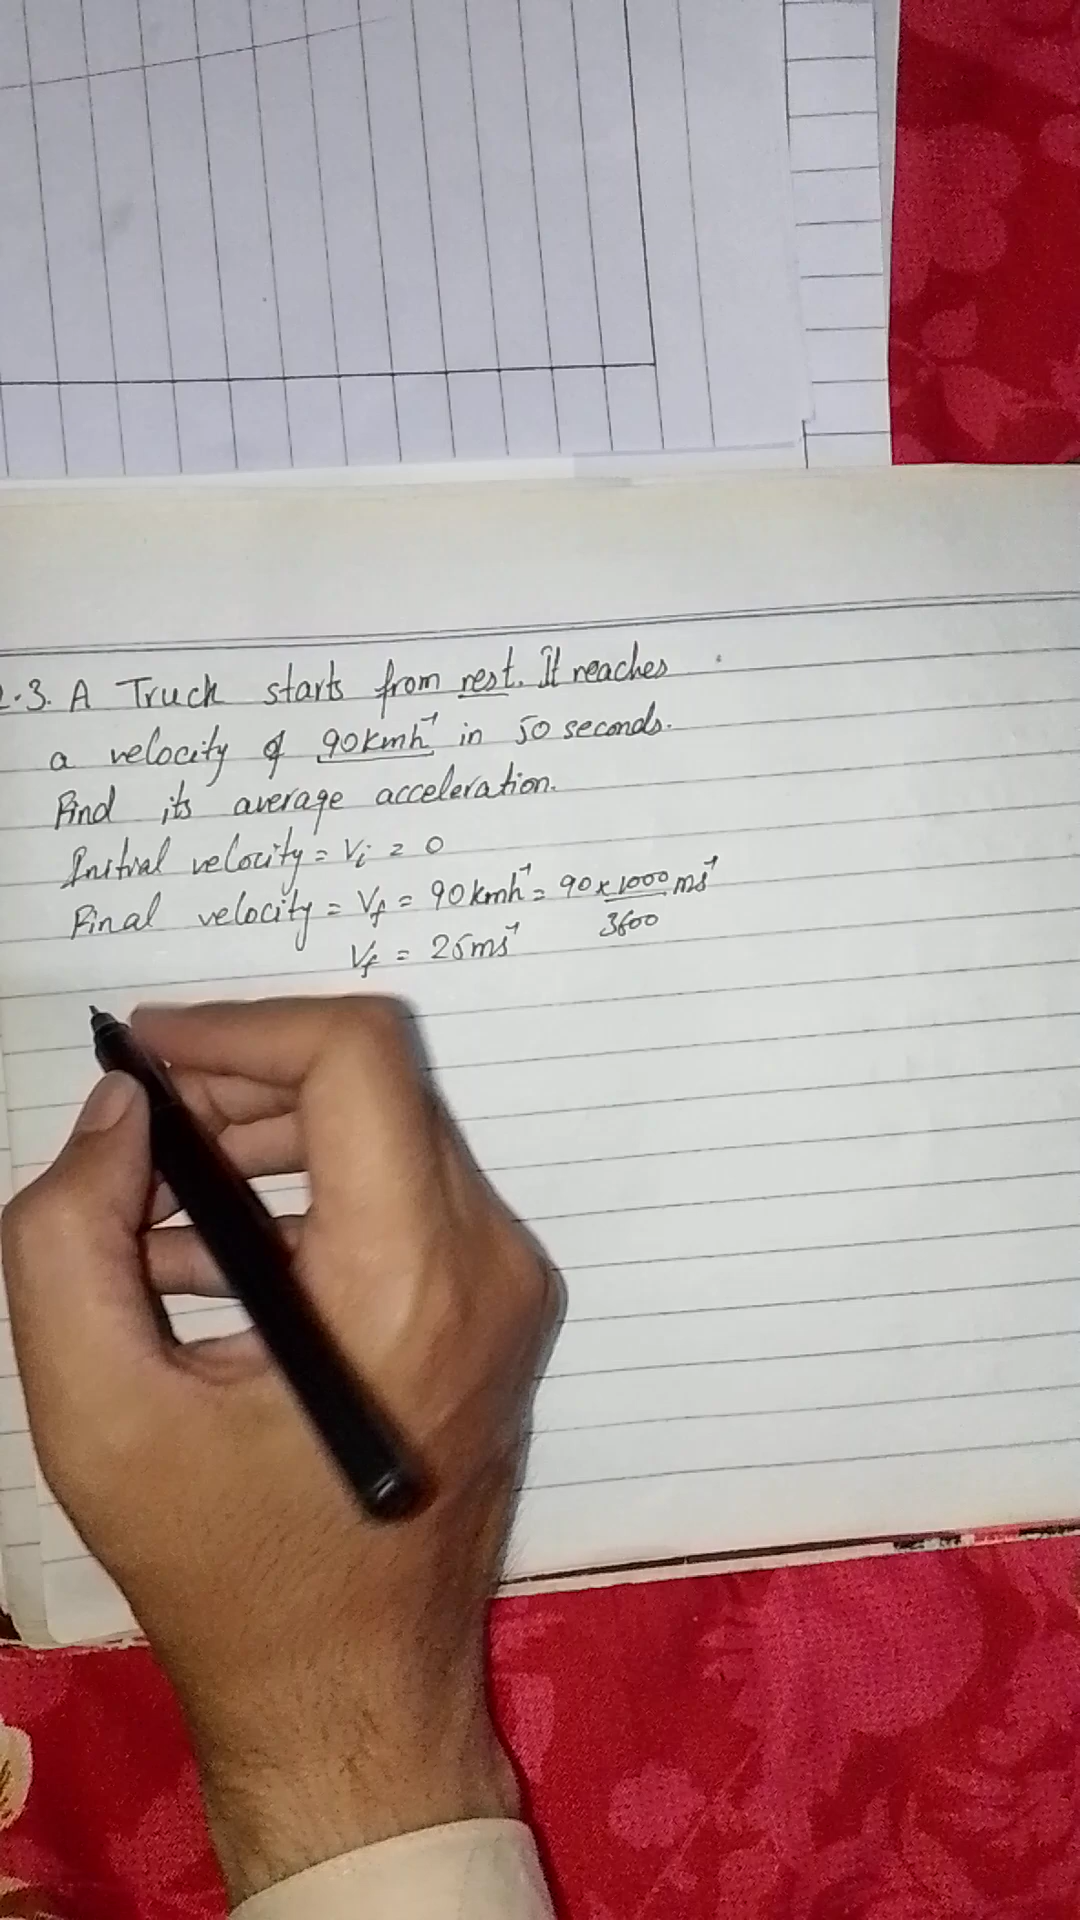 2.3. A Truck starts from rest. It reaches
a velocity of 90kmh⁻¹ in 50 seconds.
Find its average acceleration.
Initial velocity = Vi = 0
Final velocity = Vf = 90kmh⁻¹ = 90 x 1000/3600 ms⁻¹
Vf = 25ms⁻¹